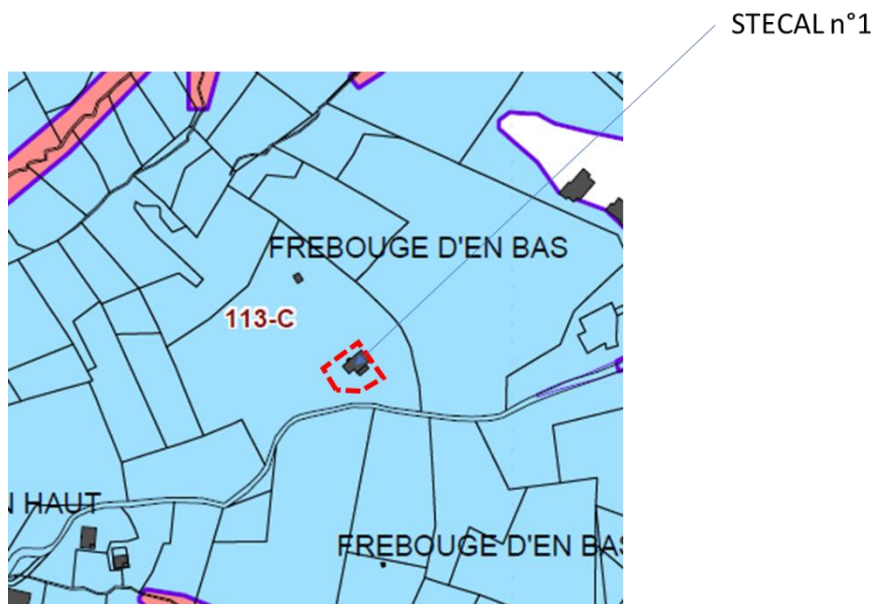 STECAL n°1
FREBOUGE D'EN BAS
113-C
N HAUT
FREBOUGE D'EN BAS